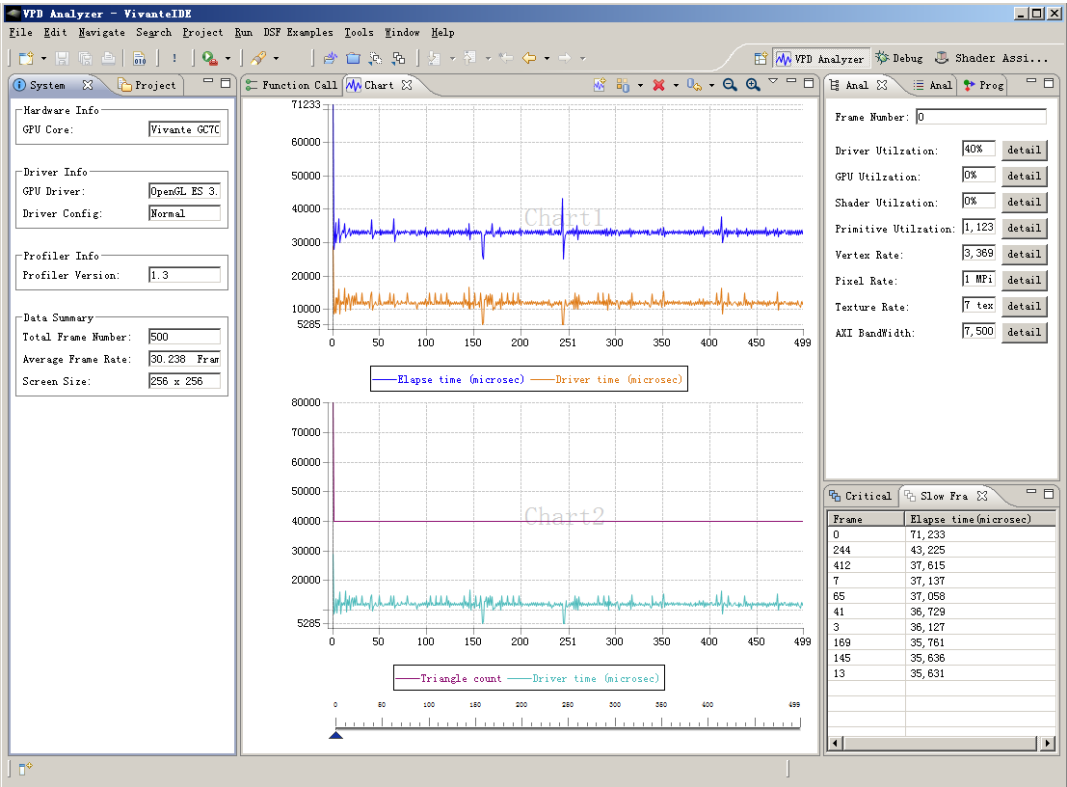 VPD Analyzer - VivanteIDE
File Edit Navigate Search Project Run DSF Examples Tools Window Help
VPD Analyzer Debug Shader Assi...
System Project
Hardware Info
GPU Core: Vivante GC7C
Driver Info
GPU Driver: OpenGL ES 3.
Driver Config: Normal
Profiler Info
Profiler Version: 1.3
Data Summary
Total Frame Number: 500
Average Frame Rate: 30.238 Fram
Screen Size: 256 x 256
Function Call Chart
71233
60000
50000
40000
30000
20000
10000
5285
Chart1
0 50 100 150 200 251 300 350 400 450 499
Elapse time (microsec) Driver time (microsec)
80000
70000
60000
50000
40000
30000
20000
5285
Chart2
0 50 100 150 200 251 300 350 400 450 499
Triangle count Driver time (microsec)
0 50 100 150 200 250 300 350 400 499
Anal Anal Prog
Frame Number: 0
Driver Utilzation: 40% detail
GPU Utilzation: 0% detail
Shader Utilzation: 0% detail
Primitive Utilzation: 1,123 detail
Vertex Rate: 3,369 detail
Pixel Rate: 1 MPi detail
Texture Rate: 7 tex detail
AXI BandWidth: 7,500 detail
Critical Slow Fra
Frame Elapse time(microsec)
0 71,233
244 43,225
412 37,615
7 37,137
65 37,058
41 36,729
3 36,127
169 35,761
145 35,636
13 35,631